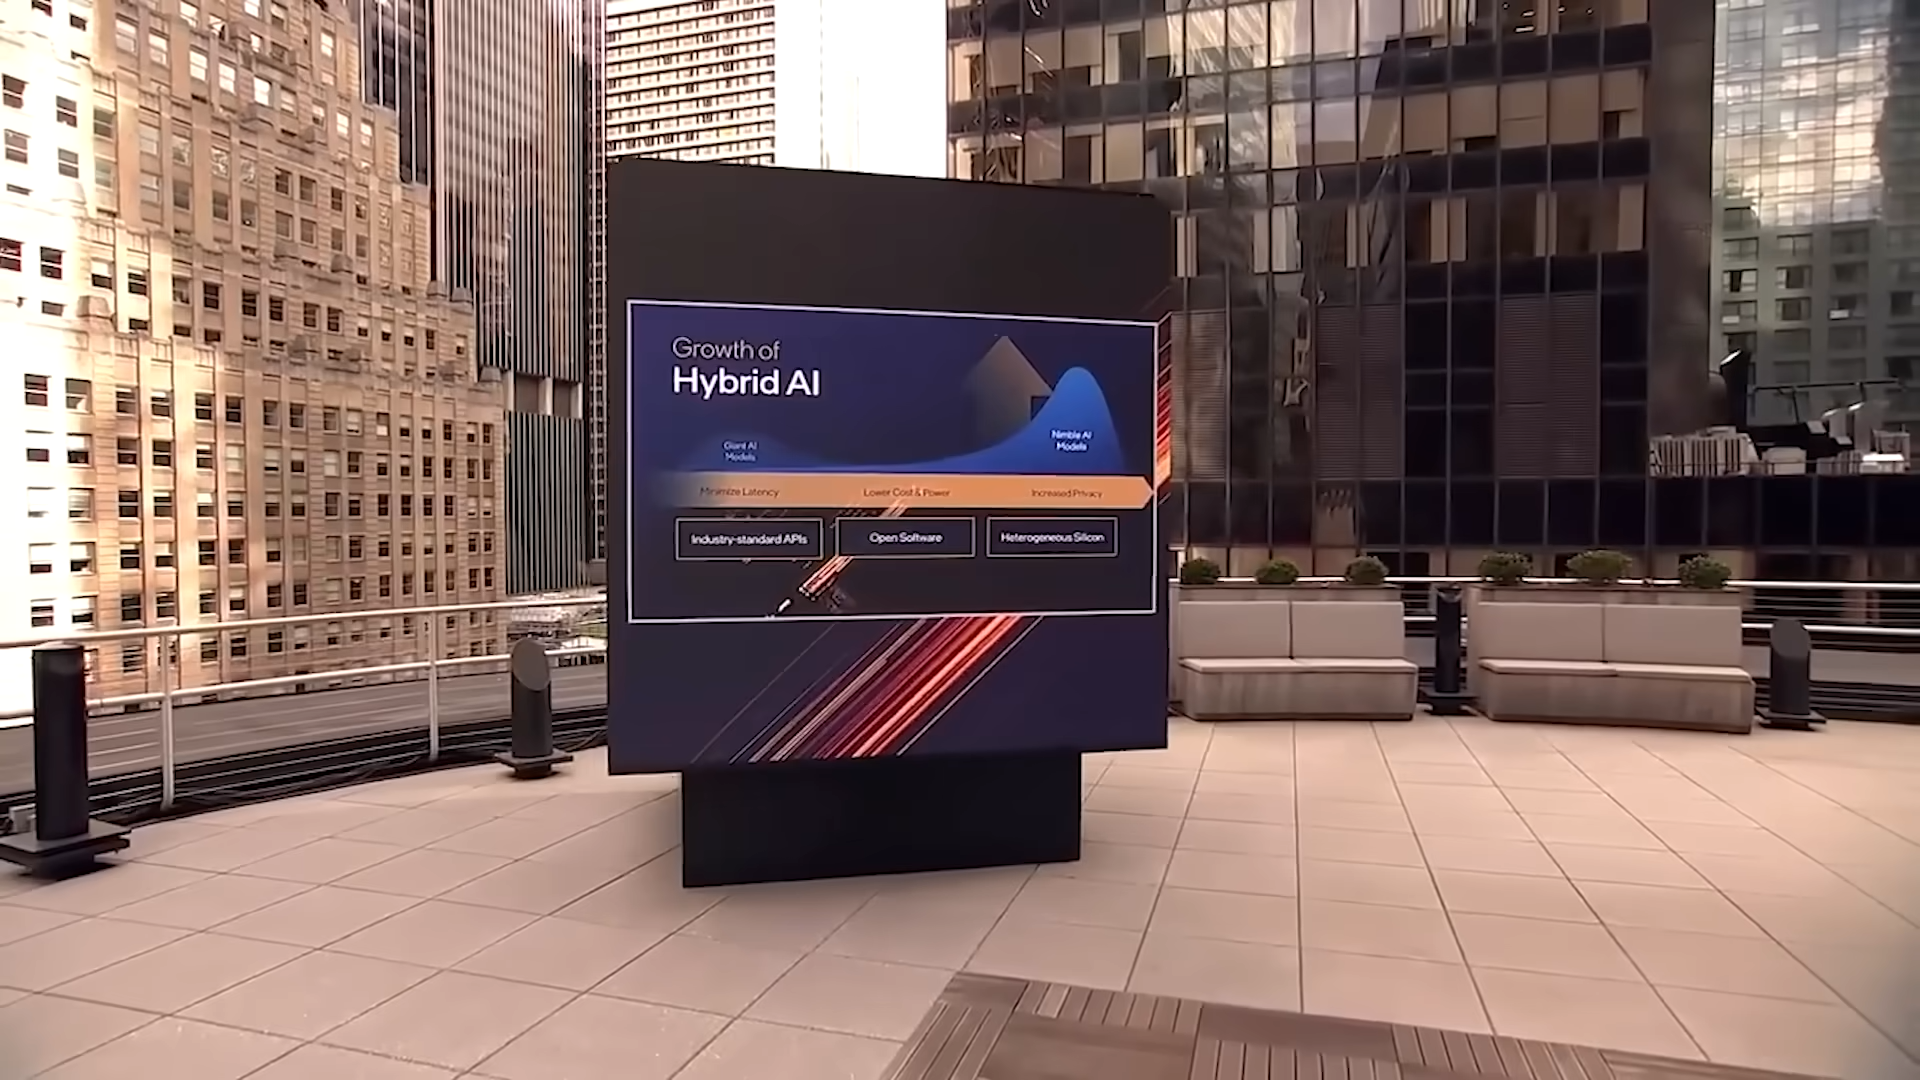 Growth of
Hybrid AI
Giant AI
Models
Nimble AI
Models
Minimize Latency
Lower Cost & Power
Increased Privacy
Industry-standard APIs
Open Software
Heterogeneous Silicon